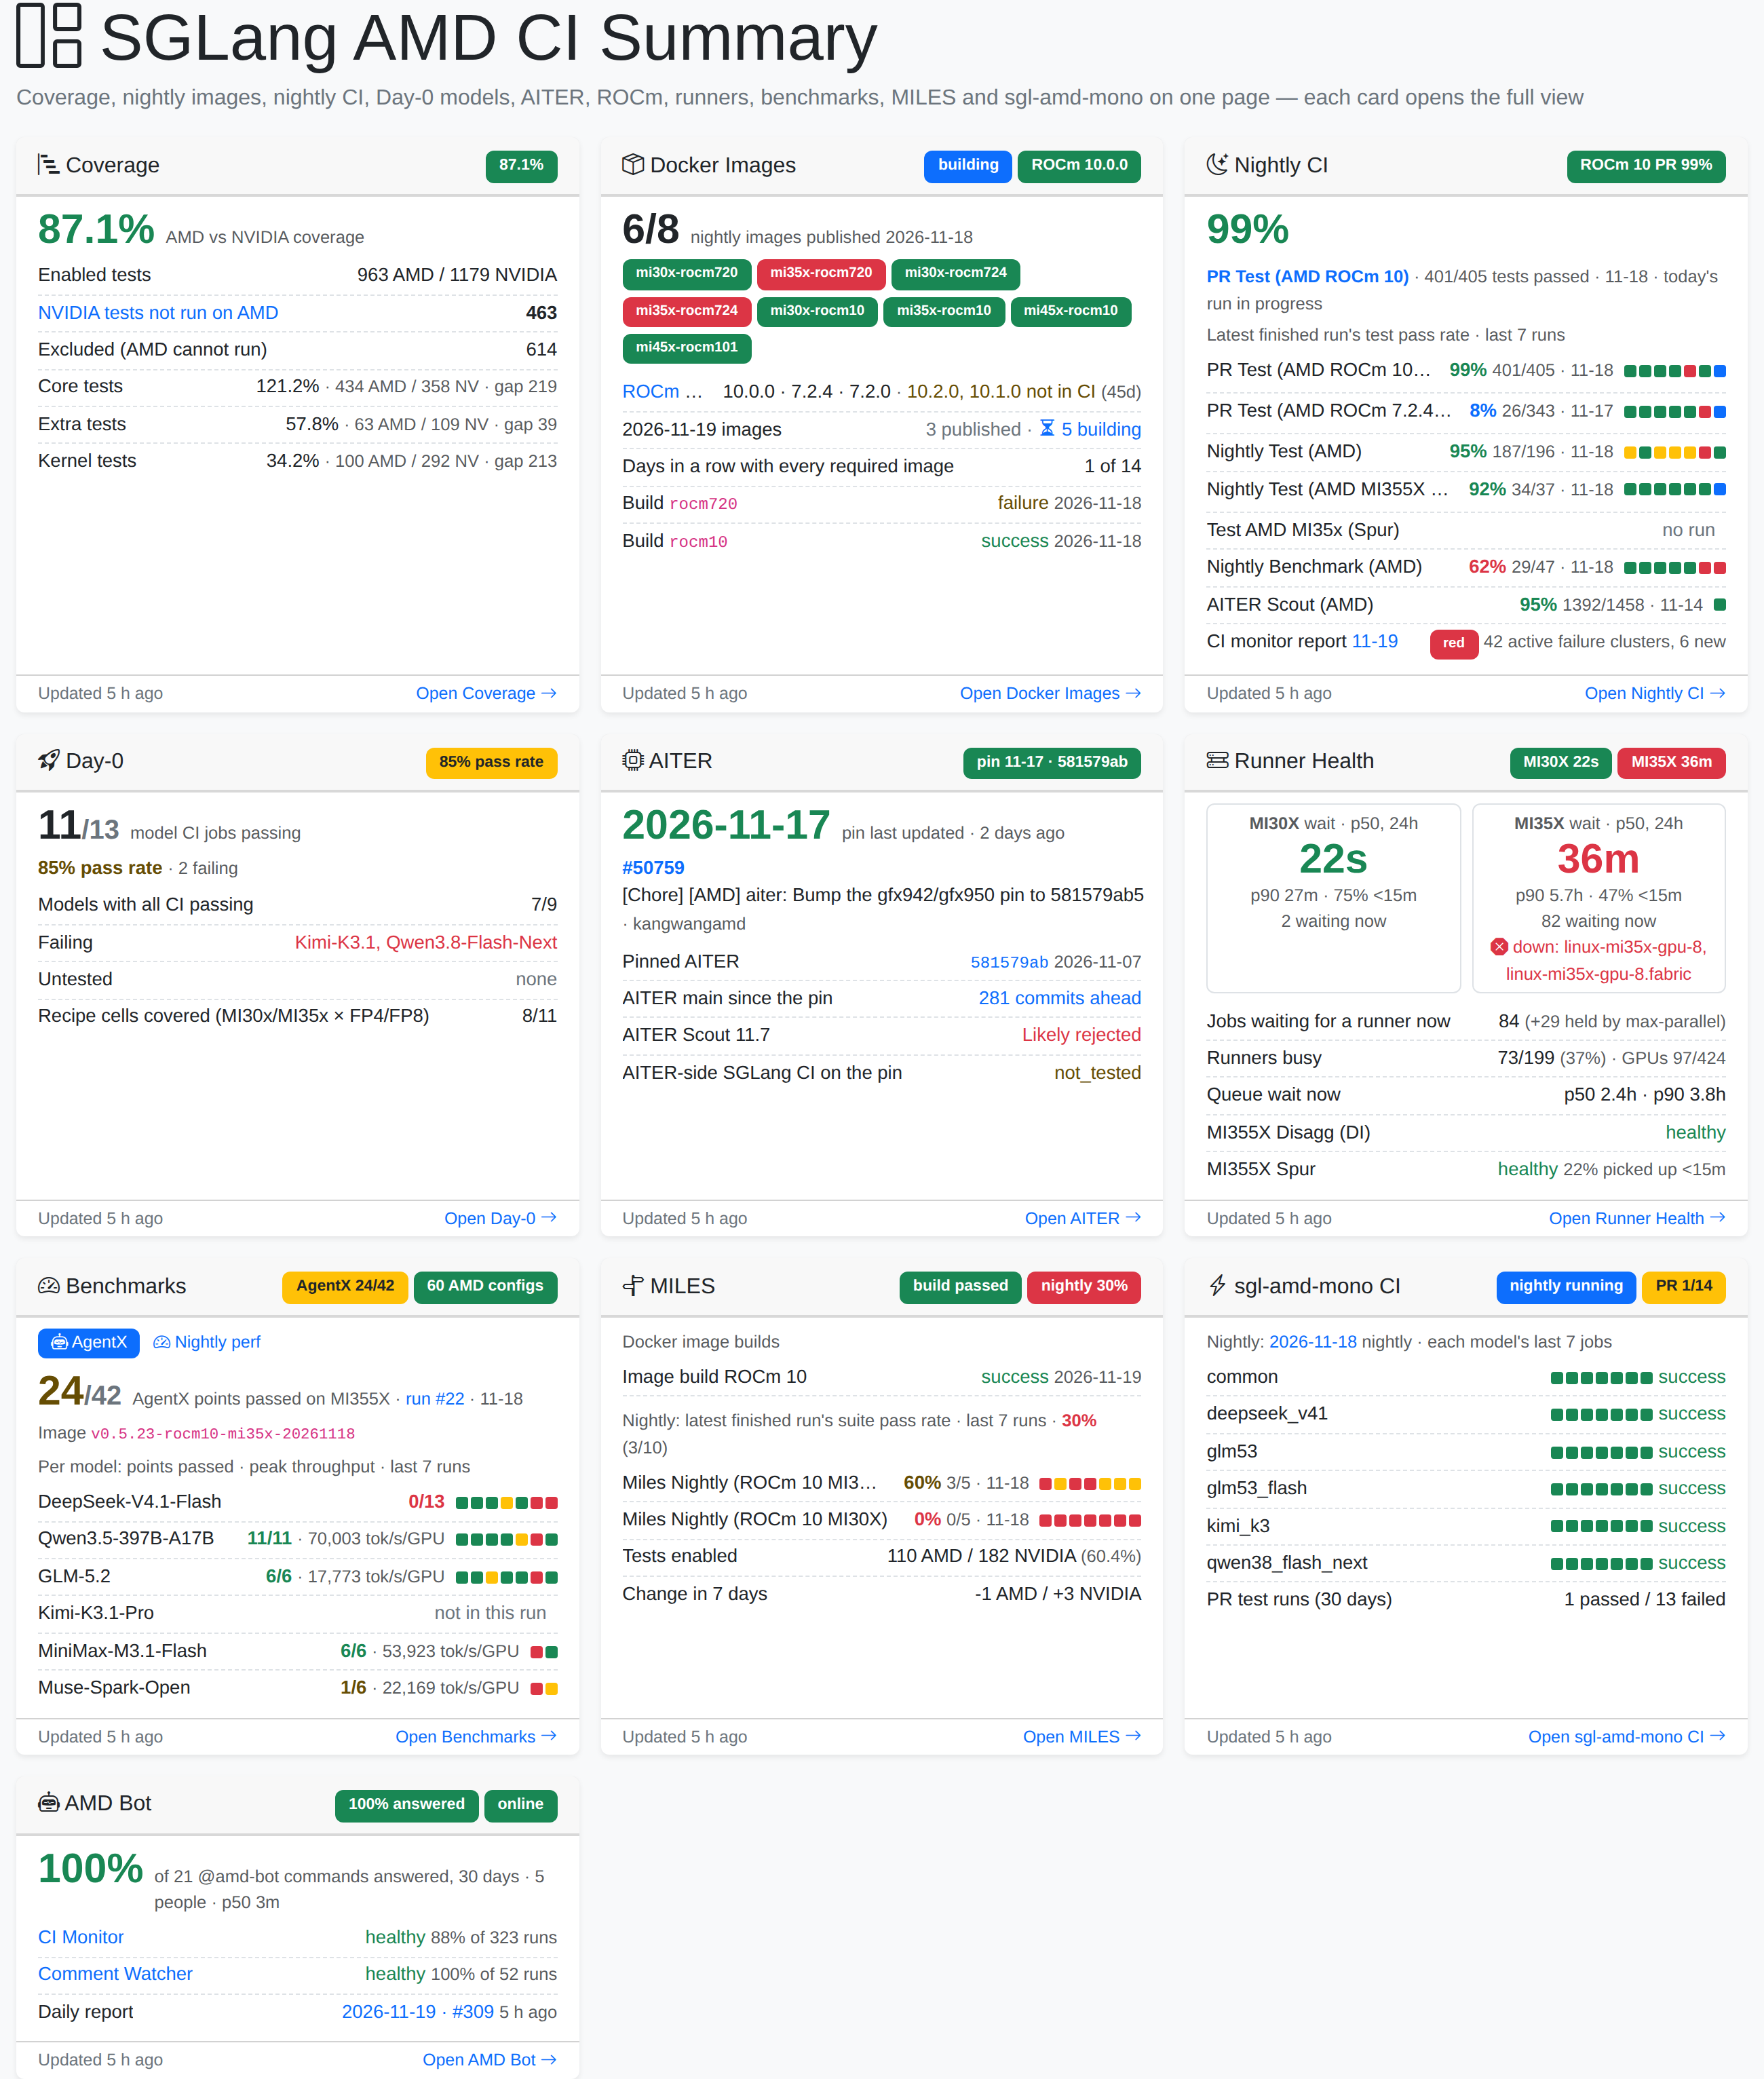 SGLang AMD CI Summary
Coverage, nightly images, nightly CI, Day-0 models, AITER, ROCm, runners, benchmarks, MILES and sgl-amd-mono on one page — each card opens the full view
Coverage 87.1%
87.1% AMD vs NVIDIA coverage
Enabled tests 963 AMD / 1179 NVIDIA
NVIDIA tests not run on AMD 463
Excluded (AMD cannot run) 614
Core tests 121.2% · 434 AMD / 358 NV · gap 219
Extra tests 57.8% · 63 AMD / 109 NV · gap 39
Kernel tests 34.2% · 100 AMD / 292 NV · gap 213
Updated 5 h ago Open Coverage →
Docker Images building ROCm 10.0.0
6/8 nightly images published 2026-11-18
mi30x-rocm720 mi35x-rocm720 mi30x-rocm724
mi35x-rocm724 mi30x-rocm10 mi35x-rocm10 mi45x-rocm10
mi45x-rocm101
ROCm … 10.0.0 · 7.2.4 · 7.2.0 · 10.2.0, 10.1.0 not in CI (45d)
2026-11-19 images 3 published · 5 building
Days in a row with every required image 1 of 14
Build rocm720 failure 2026-11-18
Build rocm10 success 2026-11-18
Updated 5 h ago Open Docker Images →
Nightly CI ROCm 10 PR 99%
99%
PR Test (AMD ROCm 10) · 401/405 tests passed · 11-18 · today's
run in progress
Latest finished run's test pass rate · last 7 runs
PR Test (AMD ROCm 10… 99% 401/405 · 11-18
PR Test (AMD ROCm 7.2.4… 8% 26/343 · 11-17
Nightly Test (AMD) 95% 187/196 · 11-18
Nightly Test (AMD MI355X … 92% 34/37 · 11-18
Test AMD MI35x (Spur) no run
Nightly Benchmark (AMD) 62% 29/47 · 11-18
AITER Scout (AMD) 95% 1392/1458 · 11-14
CI monitor report 11-19 red 42 active failure clusters, 6 new
Updated 5 h ago Open Nightly CI →
Day-0 85% pass rate
11/13 model CI jobs passing
85% pass rate · 2 failing
Models with all CI passing 7/9
Failing Kimi-K3.1, Qwen3.8-Flash-Next
Untested none
Recipe cells covered (MI30x/MI35x × FP4/FP8) 8/11
Updated 5 h ago Open Day-0 →
AITER pin 11-17 · 581579ab
2026-11-17 pin last updated · 2 days ago
#50759
[Chore] [AMD] aiter: Bump the gfx942/gfx950 pin to 581579ab5
· kangwangamd
Pinned AITER 581579ab 2026-11-07
AITER main since the pin 281 commits ahead
AITER Scout 11.7 Likely rejected
AITER-side SGLang CI on the pin not_tested
Updated 5 h ago Open AITER →
Runner Health MI30X 22s MI35X 36m
MI30X wait · p50, 24h
22s
p90 27m · 75% <15m
2 waiting now
MI35X wait · p50, 24h
36m
p90 5.7h · 47% <15m
82 waiting now
down: linux-mi35x-gpu-8,
linux-mi35x-gpu-8.fabric
Jobs waiting for a runner now 84 (+29 held by max-parallel)
Runners busy 73/199 (37%) · GPUs 97/424
Queue wait now p50 2.4h · p90 3.8h
MI355X Disagg (DI) healthy
MI355X Spur healthy 22% picked up <15m
Updated 5 h ago Open Runner Health →
Benchmarks AgentX 24/42 60 AMD configs
AgentX Nightly perf
24/42 AgentX points passed on MI355X · run #22 · 11-18
Image v0.5.23-rocm10-mi35x-20261118
Per model: points passed · peak throughput · last 7 runs
DeepSeek-V4.1-Flash 0/13
Qwen3.5-397B-A17B 11/11 · 70,003 tok/s/GPU
GLM-5.2 6/6 · 17,773 tok/s/GPU
Kimi-K3.1-Pro not in this run
MiniMax-M3.1-Flash 6/6 · 53,923 tok/s/GPU
Muse-Spark-Open 1/6 · 22,169 tok/s/GPU
Updated 5 h ago Open Benchmarks →
MILES build passed nightly 30%
Docker image builds
Image build ROCm 10 success 2026-11-19
Nightly: latest finished run's suite pass rate · last 7 runs · 30%
(3/10)
Miles Nightly (ROCm 10 MI3… 60% 3/5 · 11-18
Miles Nightly (ROCm 10 MI30X) 0% 0/5 · 11-18
Tests enabled 110 AMD / 182 NVIDIA (60.4%)
Change in 7 days -1 AMD / +3 NVIDIA
Updated 5 h ago Open MILES →
sgl-amd-mono CI nightly running PR 1/14
Nightly: 2026-11-18 nightly · each model's last 7 jobs
common success
deepseek_v41 success
glm53 success
glm53_flash success
kimi_k3 success
qwen38_flash_next success
PR test runs (30 days) 1 passed / 13 failed
Updated 5 h ago Open sgl-amd-mono CI →
AMD Bot 100% answered online
100% of 21 @amd-bot commands answered, 30 days · 5
people · p50 3m
CI Monitor healthy 88% of 323 runs
Comment Watcher healthy 100% of 52 runs
Daily report 2026-11-19 · #309 5 h ago
Updated 5 h ago Open AMD Bot →